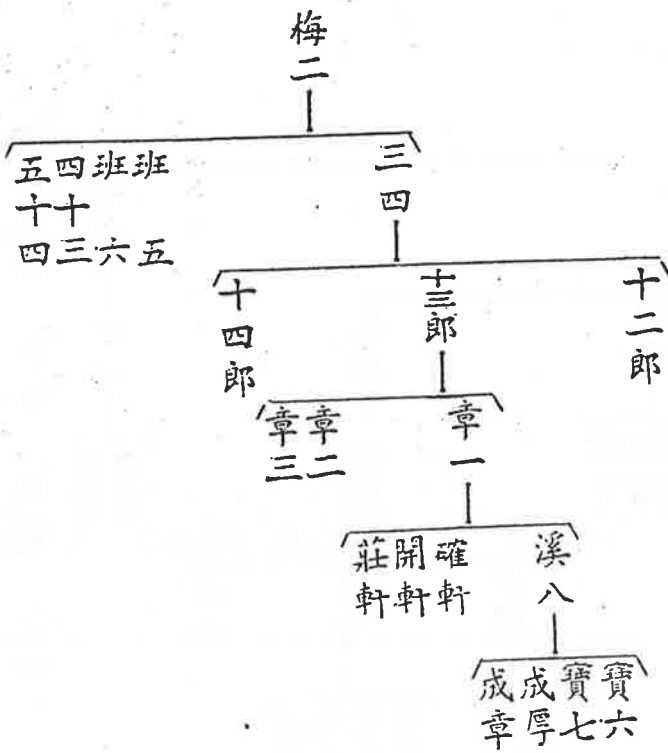 梅二
三四
班五
班六
四十三
五十四
十二郎
十三郎
十四郎
章一
章二
章三
溪八
確軒
開軒
莊軒
寶六
寶七
成厚
成章